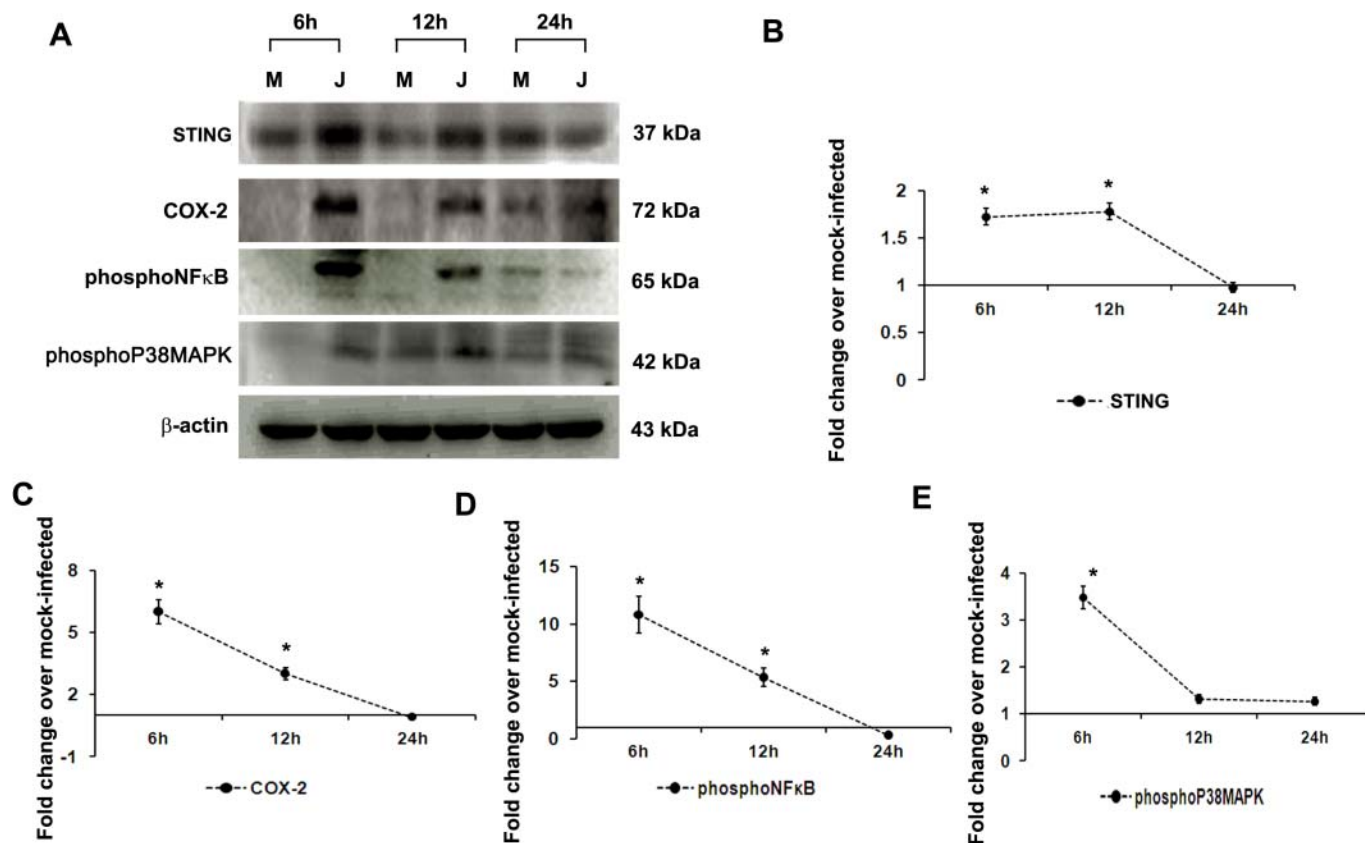 A
6h 12h 24h
M J M J M J
STING 37 kDa
COX-2 72 kDa
phosphoNFκB 65 kDa
phosphoP38MAPK 42 kDa
β-actin 43 kDa
B
Fold change over mock-infected
2
1.5
1
0.5
0
* *
6h 12h 24h
STING
C
Fold change over mock-infected
8
5
2
-1
* *
6h 12h 24h
COX-2
D
Fold change over mock-infected
15
10
5
0
* *
6h 12h 24h
phosphoNFκB
E
Fold change over mock-infected
4
3
2
1
0
*
6h 12h 24h
phosphoP38MAPK